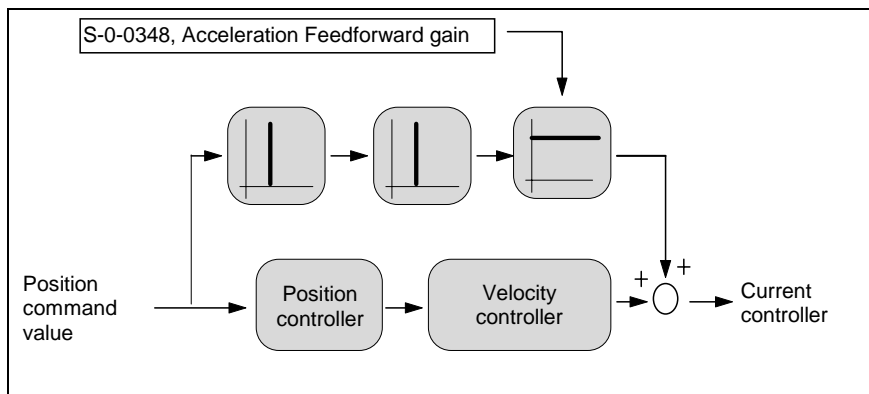 S-0-0348, Acceleration Feedforward gain
Position
command
value
Position
controller
Velocity
controller
+
+
Current
controller